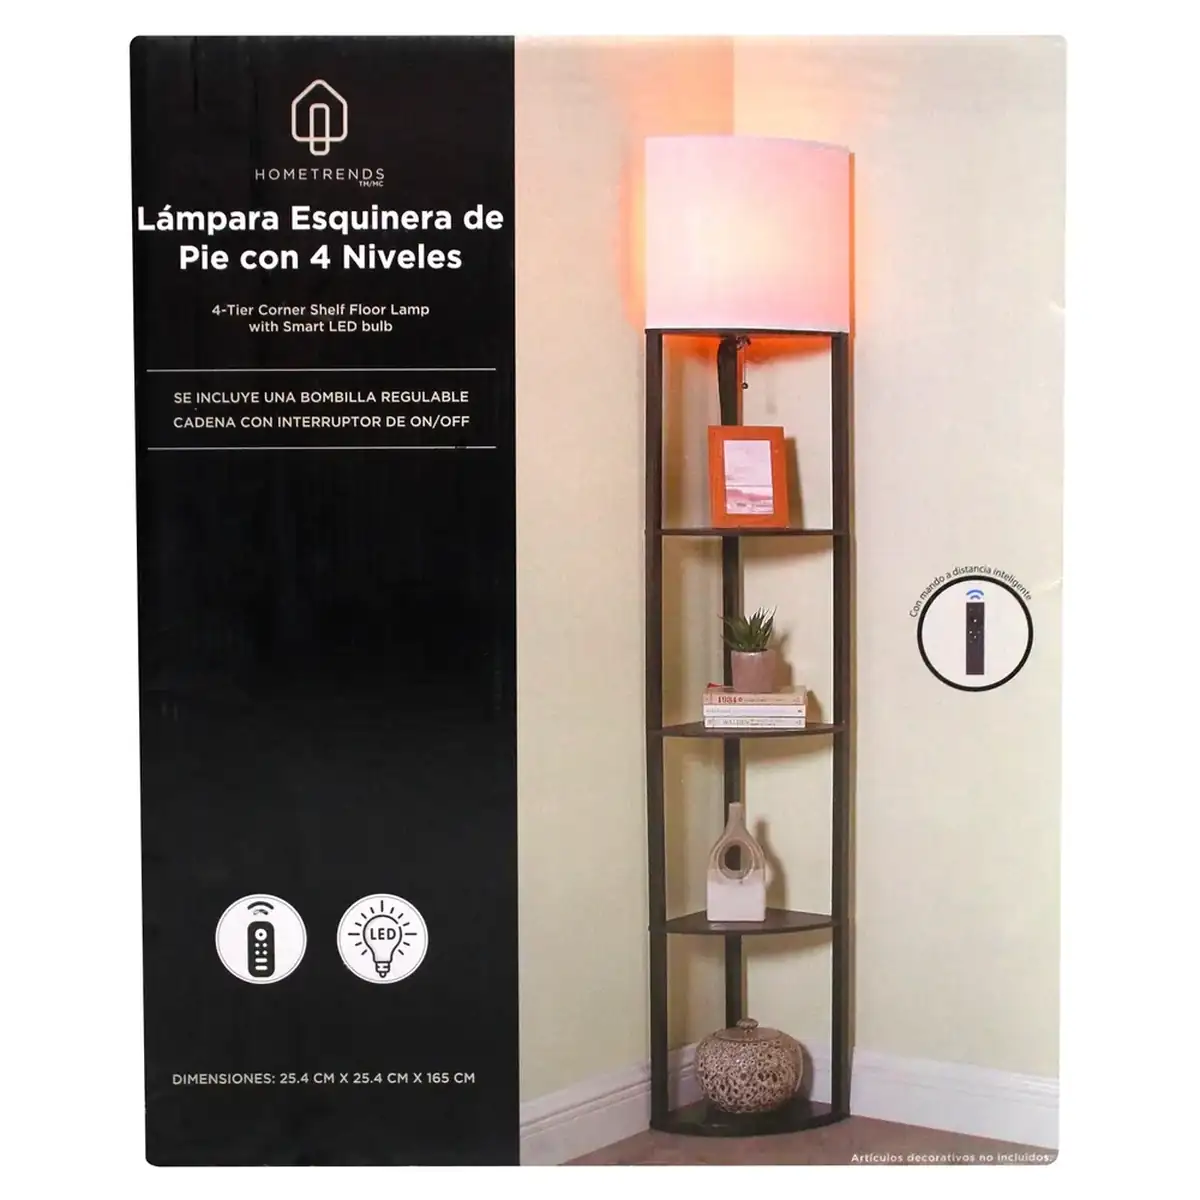 HOMETRENDS
TM/MC
Lámpara Esquinera de
Pie con 4 Niveles
4-Tier Corner Shelf Floor Lamp
with Smart LED bulb
SE INCLUYE UNA BOMBILLA REGULABLE
CADENA CON INTERRUPTOR DE ON/OFF
LED
DIMENSIONES: 25.4 CM X 25.4 CM X 165 CM
Con mando a distancia inteligente
1984
WALDEN
Artículos decorativos no incluidos.